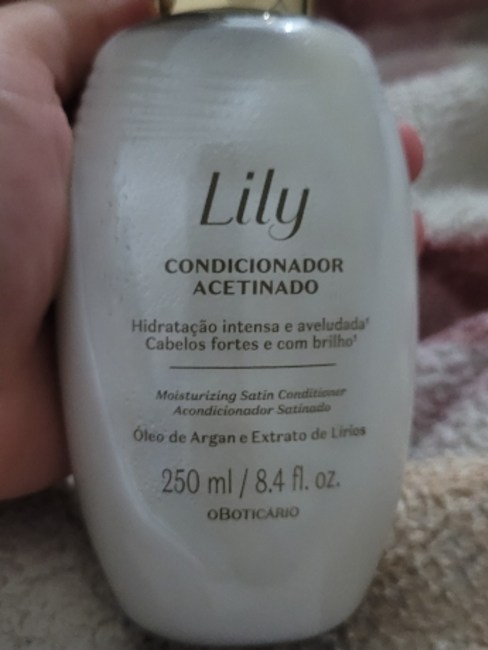 Lily
CONDICIONADOR
ACETINADO
Hidratação intensa e aveludada¹
Cabelos fortes e com brilho¹
Moisturizing Satin Conditioner
Acondicionador Satinado
Óleo de Argan e Extrato de Lírios
250 ml / 8.4 fl. oz.
oBoticário